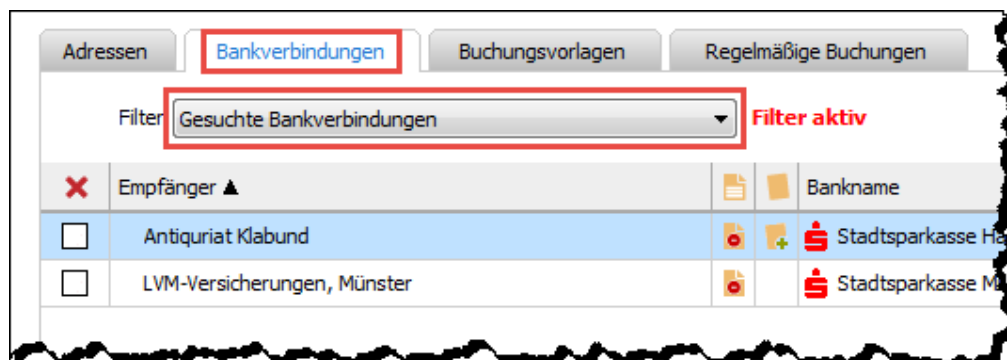 Adressen Bankverbindungen Buchungsvorlagen Regelmäßige Buchungen
Filter Gesuchte Bankverbindungen Filter aktiv
Empfänger Bankname
Antiquriat Klabund Stadtsparkasse
LVM-Versicherungen, Münster Stadtsparkasse